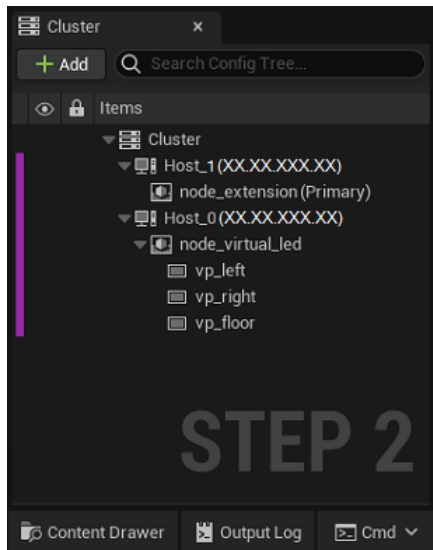 Cluster ×
Add Search Config Tree...
Items
Cluster
Host_1(XX.XX.XXX.XX)
node_extension(Primary)
Host_0(XX.XX.XXX.XX)
node_virtual_led
vp_left
vp_right
vp_floor
STEP 2
Content Drawer Output Log Cmd